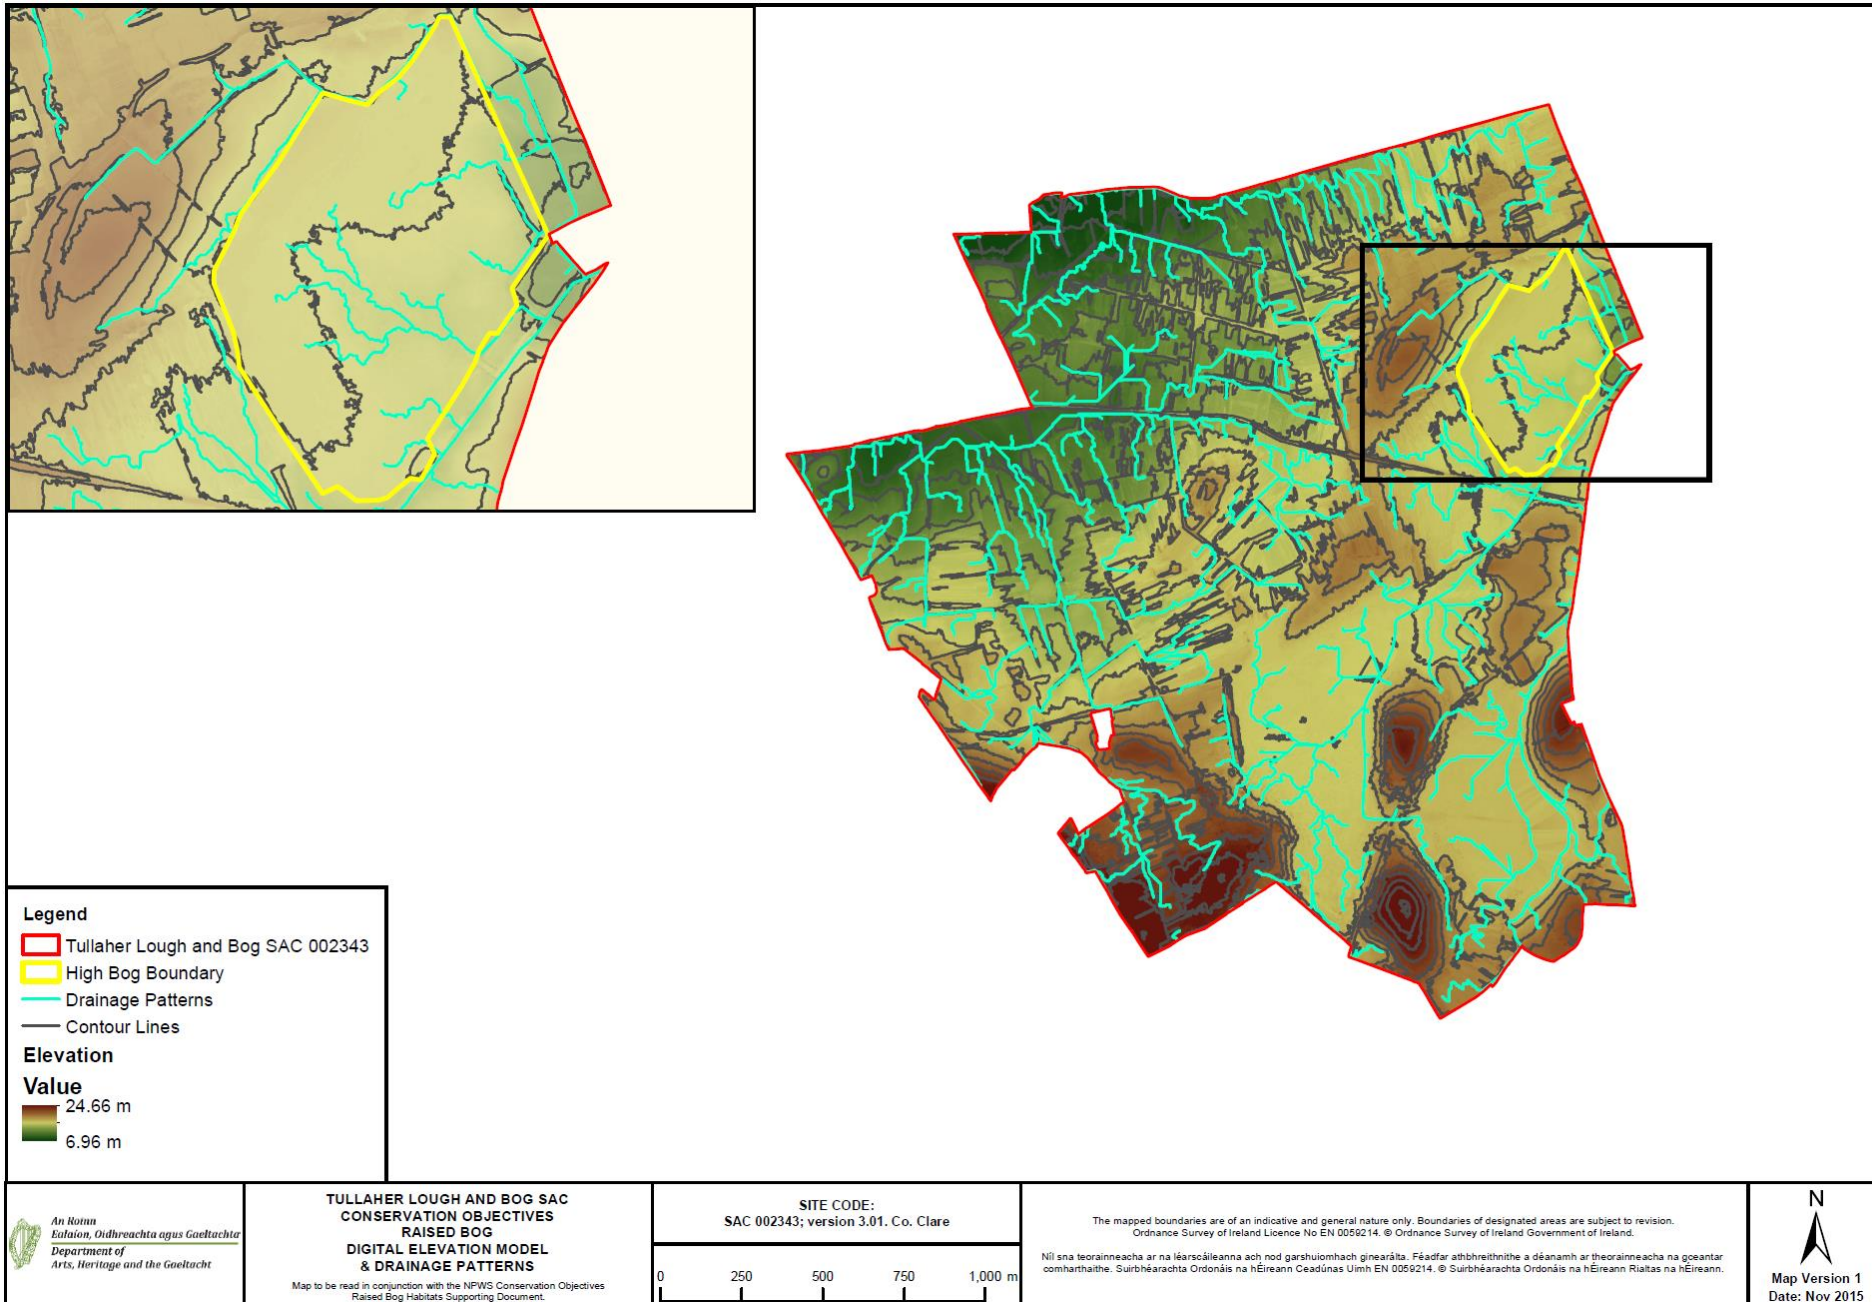 Legend
Tullaher Lough and Bog SAC 002343
High Bog Boundary
Drainage Patterns
Contour Lines
Elevation
Value
24.66 m
6.96 m
An Roinn
Ealaíon, Oidhreachta agus Gaeltachta
Department of
Arts, Heritage and the Gaeltacht
TULLAHER LOUGH AND BOG SAC
CONSERVATION OBJECTIVES
RAISED BOG
DIGITAL ELEVATION MODEL
& DRAINAGE PATTERNS
Map to be read in conjunction with the NPWS Conservation Objectives
Raised Bog Habitats Supporting Document.
SITE CODE:
SAC 002343; version 3.01. Co. Clare
0 250 500 750 1,000 m
The mapped boundaries are of an indicative and general nature only. Boundaries of designated areas are subject to revision.
Ordnance Survey of Ireland Licence No EN 0059214. © Ordnance Survey of Ireland Government of Ireland.
Níl sna teorainneacha ar na léarscáileanna ach nod garshuiomhach ginearálta. Féadfar athbhreithnithe a déanamh ar theorainneacha na gceantar
comharthaithe. Suirbhéarachta Ordonáis na hÉireann Ceadúnas Uimh EN 0059214. © Suirbhéarachta Ordonáis na hÉireann Rialtas na hÉireann.
N
Map Version 1
Date: Nov 2015